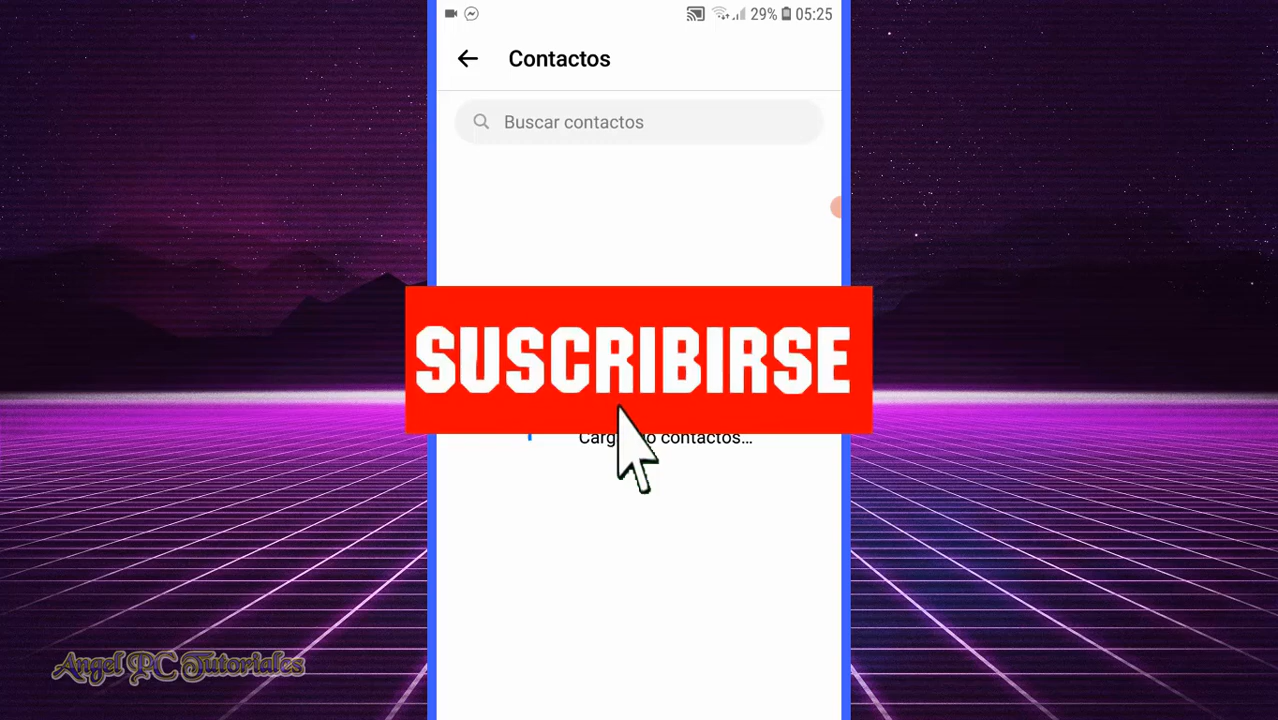 29% 05:25
Contactos
Buscar contactos
SUSCRIBIRSE
contactos...
Angel PC Tutoriales